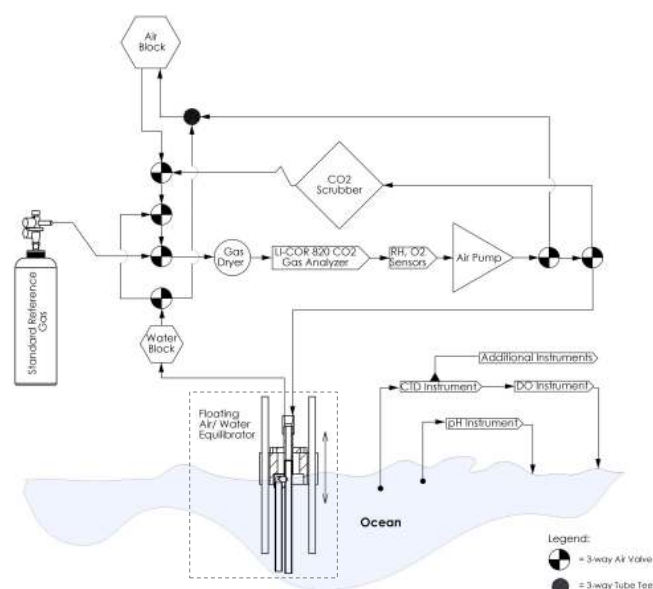 Air
Block
CO2
Scrubber
Standard Reference
Gas
Gas
Dryer
LI-COR 820 CO2
Gas Analyzer
RH, O2
Sensors
Air Pump
Water
Block
Floating
Air/ Water
Equilibrator
Additional Instruments
CTD Instrument
DO Instrument
pH Instrument
Ocean
Legend:
= 3-way Air Valve
= 3-way Tube Tee